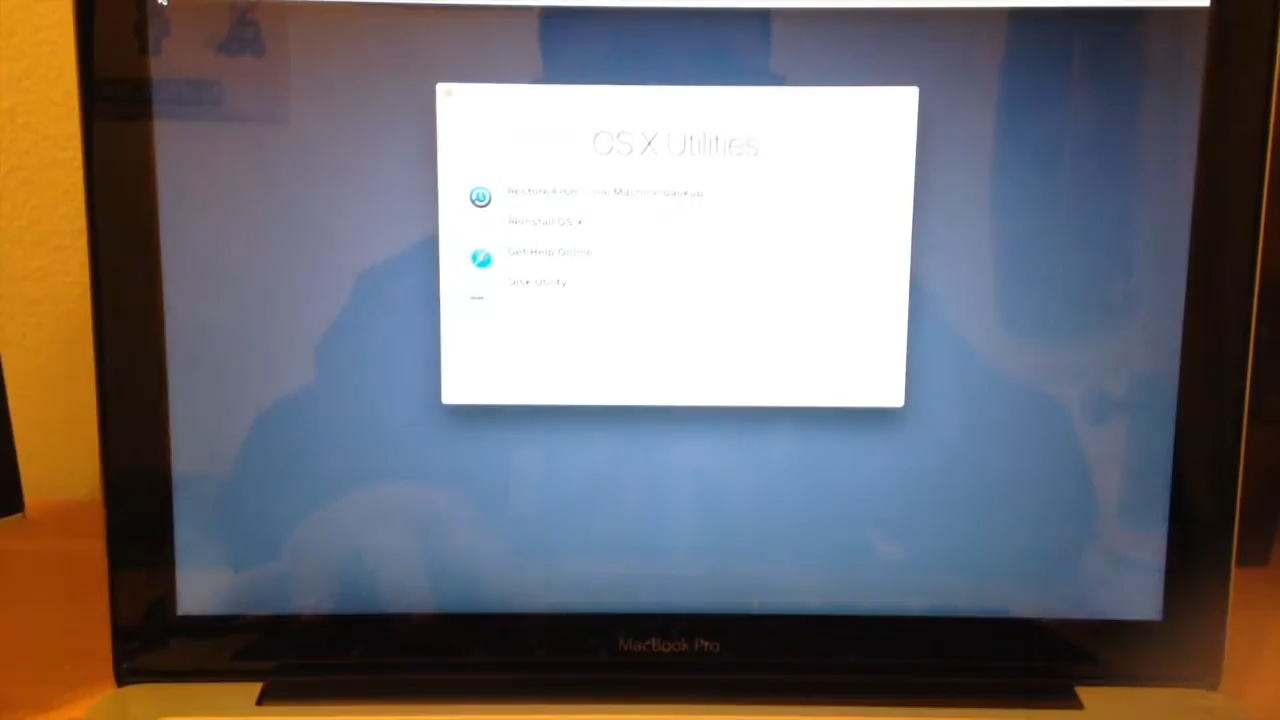 OS X Utilities
Restore From Time Machine Backup
Reinstall OS X
Get Help Online
Disk Utility
MacBook Pro